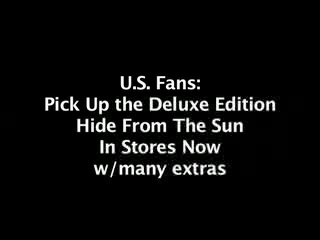 U.S. Fans:
Pick Up the Deluxe Edition
Hide From The Sun
In Stores Now
w/many extras